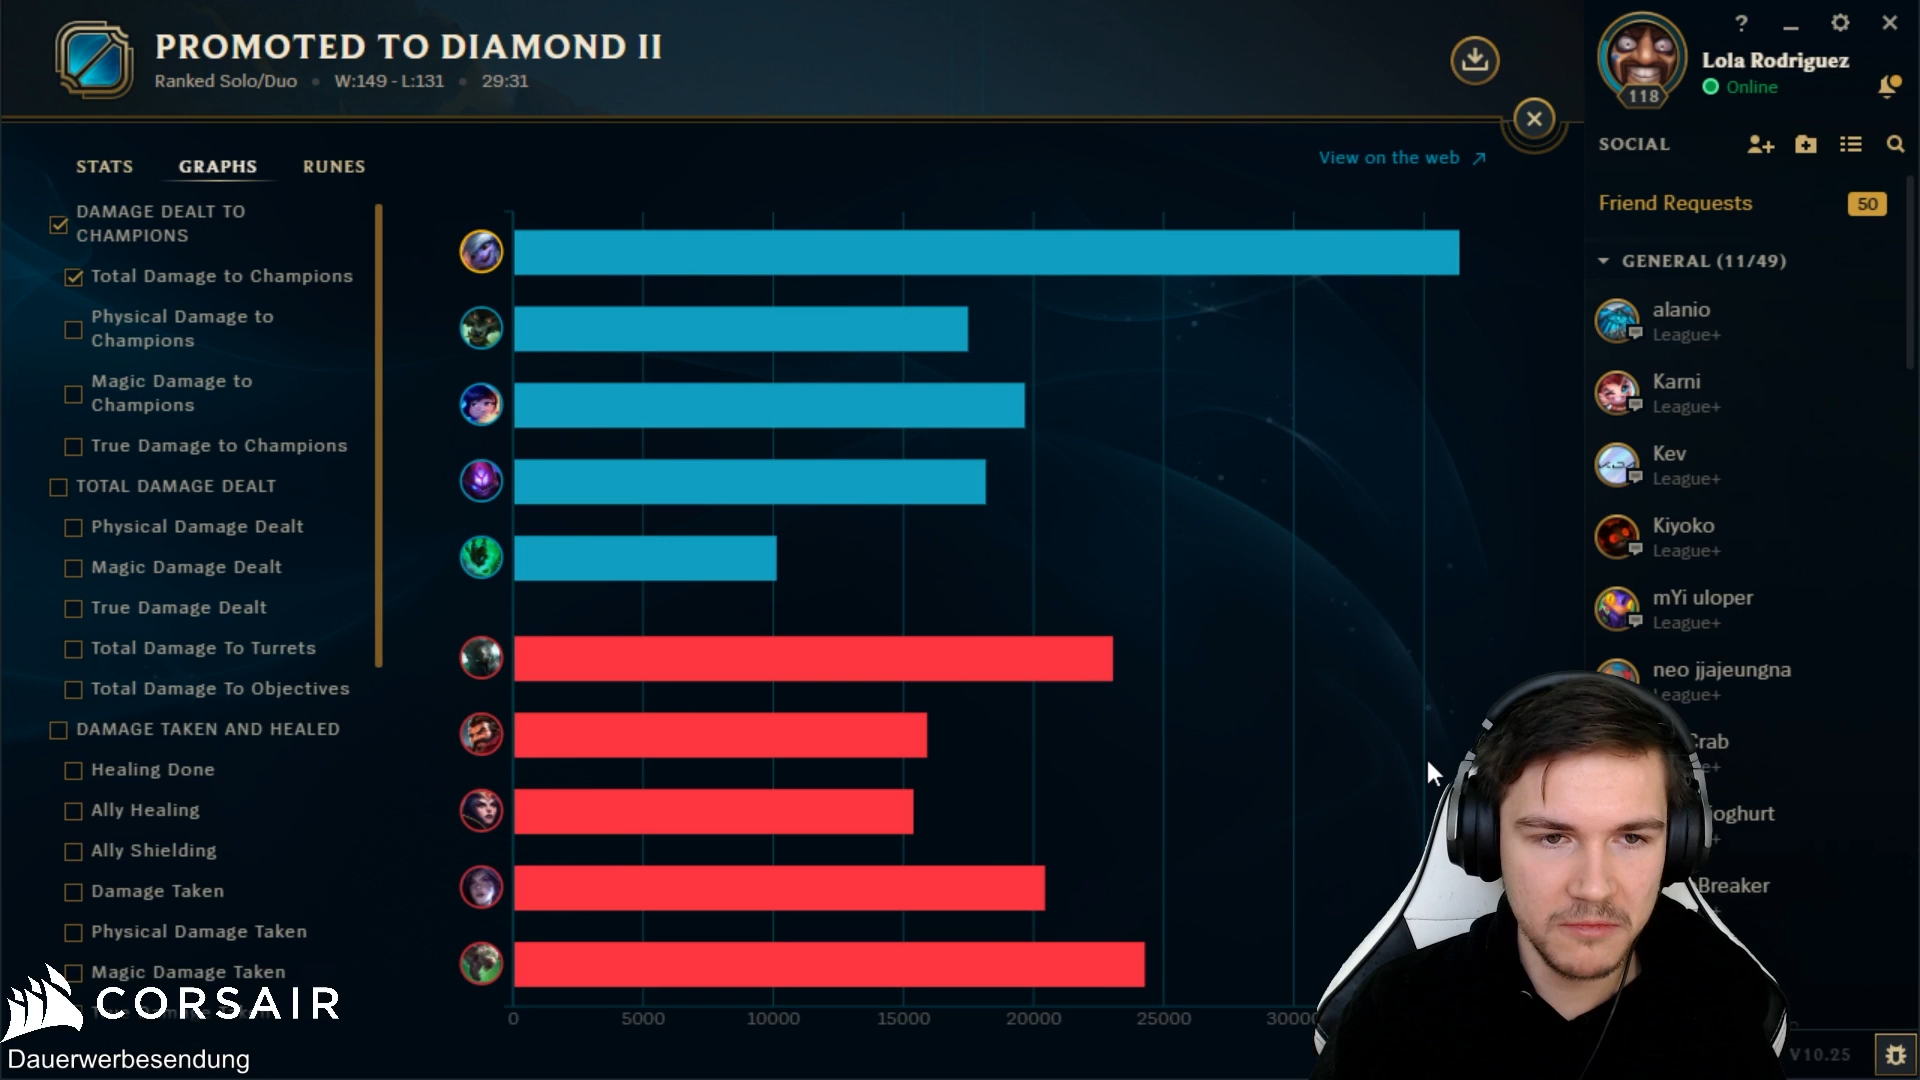 PROMOTED TO DIAMOND II
Ranked Solo/Duo • W:149 - L:131 • 29:31
?
118
Lola Rodriguez
Online
STATS
GRAPHS
RUNES
View on the web
SOCIAL
Friend Requests
50
GENERAL (11/49)
alanio
League+
Karni
League+
Kev
League+
Kiyoko
League+
mYi uloper
League+
neo jjajeungna
Breaker
DAMAGE DEALT TO
CHAMPIONS
Total Damage to Champions
Physical Damage to
Champions
Magic Damage to
Champions
True Damage to Champions
TOTAL DAMAGE DEALT
Physical Damage Dealt
Magic Damage Dealt
True Damage Dealt
Total Damage To Turrets
Total Damage To Objectives
DAMAGE TAKEN AND HEALED
Healing Done
Ally Healing
Ally Shielding
Damage Taken
Physical Damage Taken
Magic Damage Taken
0
5000
10000
15000
20000
25000
CORSAIR
Dauerwerbesendung
V10.25